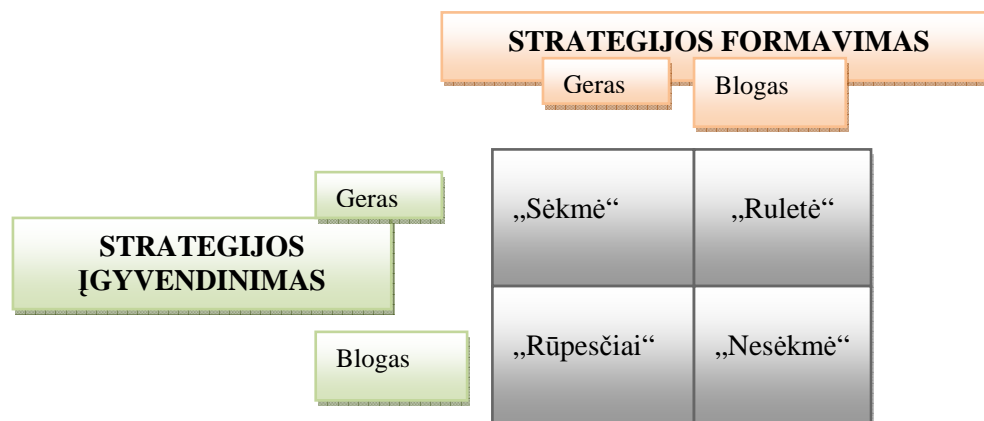 STRATEGIJOS FORMAVIMAS
Geras
Blogas
Geras
„Sėkmė“
„Ruletė“
STRATEGIJOS
ĮGYVENDINIMAS
Blogas
„Rūpesčiai“
„Nesėkmė“